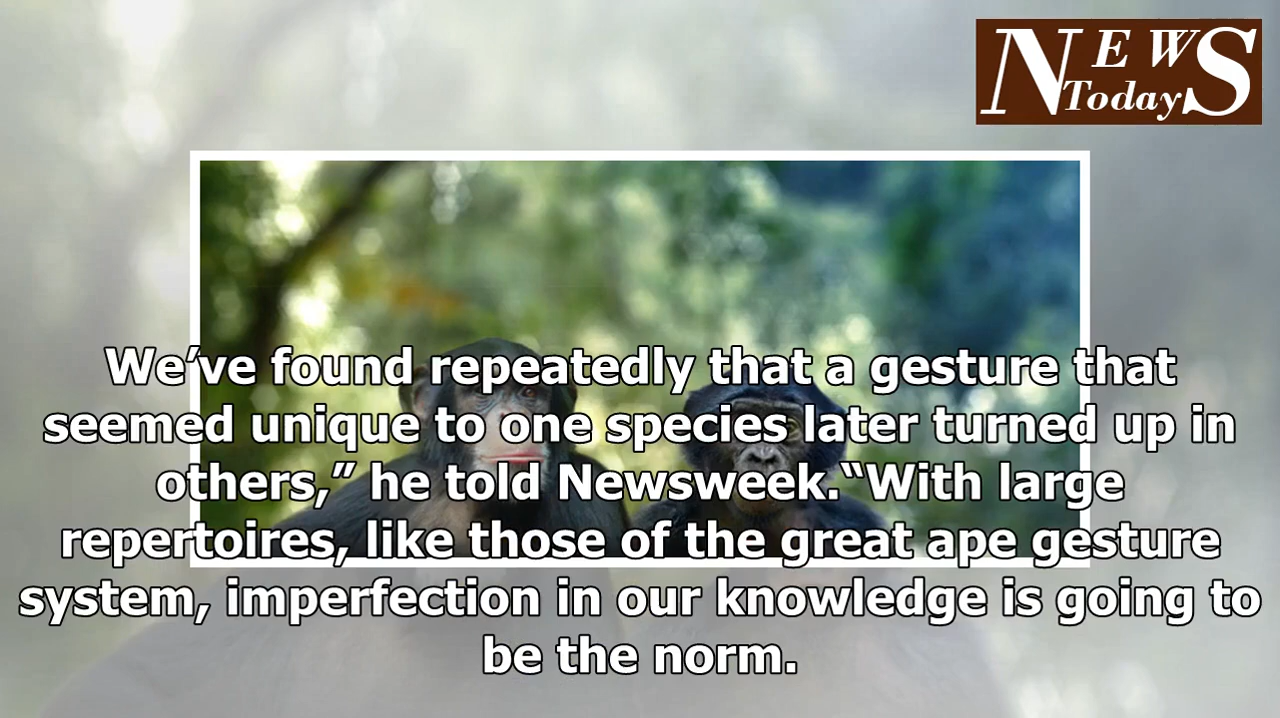 NEWS
Today
We’ve found repeatedly that a gesture that
seemed unique to one species later turned up in
others,” he told Newsweek.“With large
repertoires, like those of the great ape gesture
system, imperfection in our knowledge is going to
be the norm.